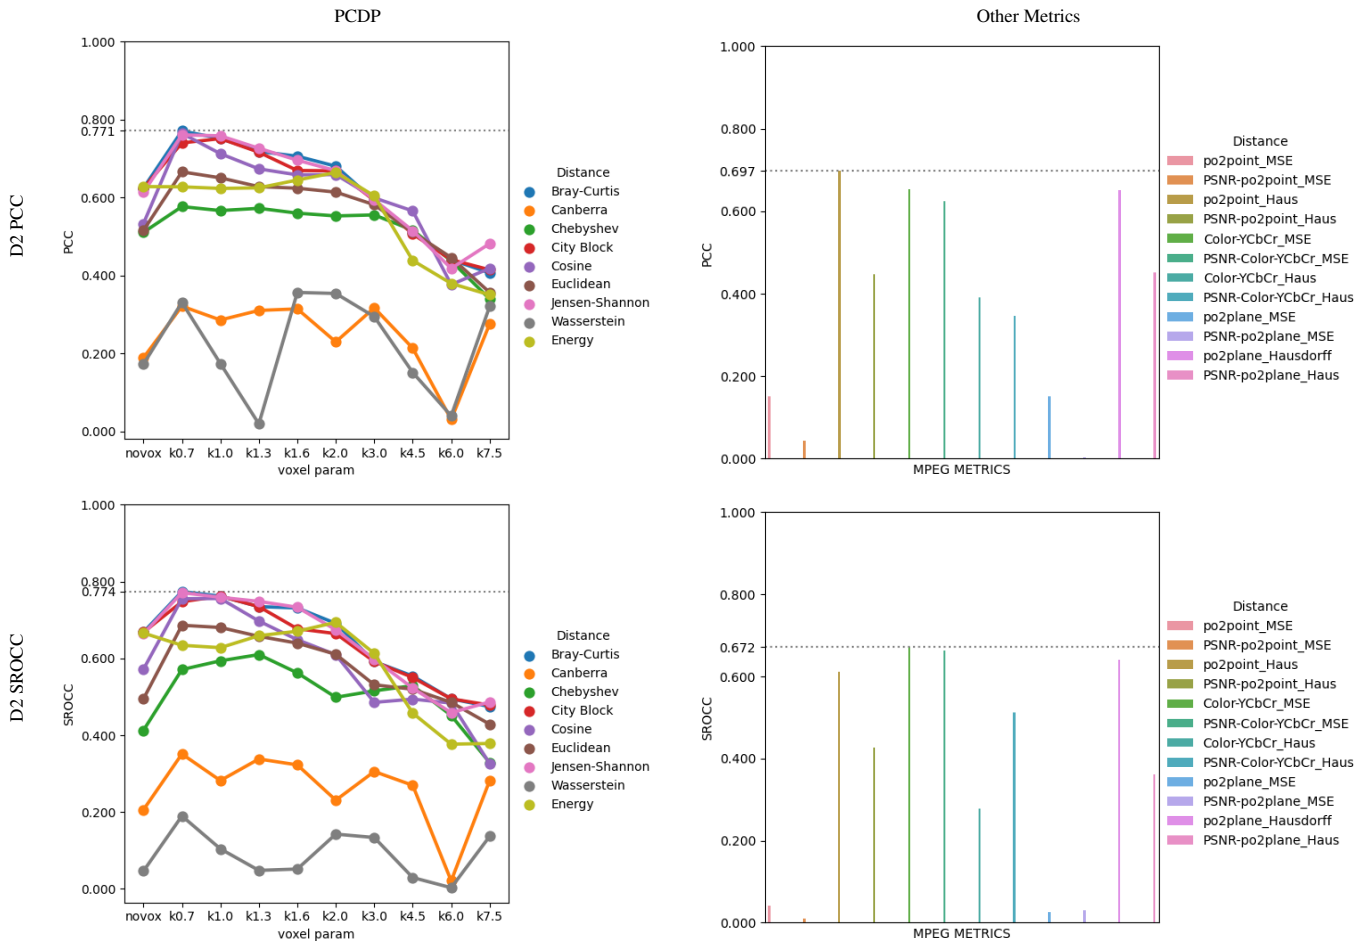 PCDP
Other Metrics
D2 PCC
PCC
1.000
0.800
0.771
0.600
0.400
0.200
0.000
novox k0.7 k1.0 k1.3 k1.6 k2.0 k3.0 k4.5 k6.0 k7.5
voxel param
Distance
Bray-Curtis
Canberra
Chebyshev
City Block
Cosine
Euclidean
Jensen-Shannon
Wasserstein
Energy
PCC
1.000
0.800
0.697
0.600
0.400
0.200
0.000
MPEG METRICS
Distance
po2point_MSE
PSNR-po2point_MSE
po2point_Haus
PSNR-po2point_Haus
Color-YCbCr_MSE
PSNR-Color-YCbCr_MSE
Color-YCbCr_Haus
PSNR-Color-YCbCr_Haus
po2plane_MSE
PSNR-po2plane_MSE
po2plane_Hausdorff
PSNR-po2plane_Haus
D2 SROCC
SROCC
1.000
0.800
0.774
0.600
0.400
0.200
0.000
novox k0.7 k1.0 k1.3 k1.6 k2.0 k3.0 k4.5 k6.0 k7.5
voxel param
Distance
Bray-Curtis
Canberra
Chebyshev
City Block
Cosine
Euclidean
Jensen-Shannon
Wasserstein
Energy
SROCC
1.000
0.800
0.672
0.600
0.400
0.200
0.000
MPEG METRICS
Distance
po2point_MSE
PSNR-po2point_MSE
po2point_Haus
PSNR-po2point_Haus
Color-YCbCr_MSE
PSNR-Color-YCbCr_MSE
Color-YCbCr_Haus
PSNR-Color-YCbCr_Haus
po2plane_MSE
PSNR-po2plane_MSE
po2plane_Hausdorff
PSNR-po2plane_Haus